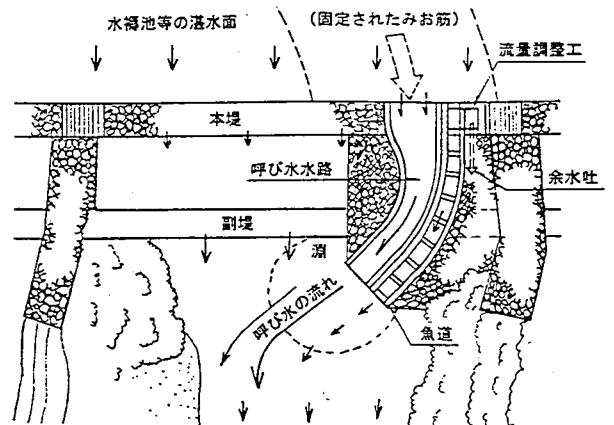 水褥池等の湛水面
(固定されたみお筋)
流量調整工
本堤
呼び水水路
余水吐
副堤
淵
呼び水の流れ
魚道